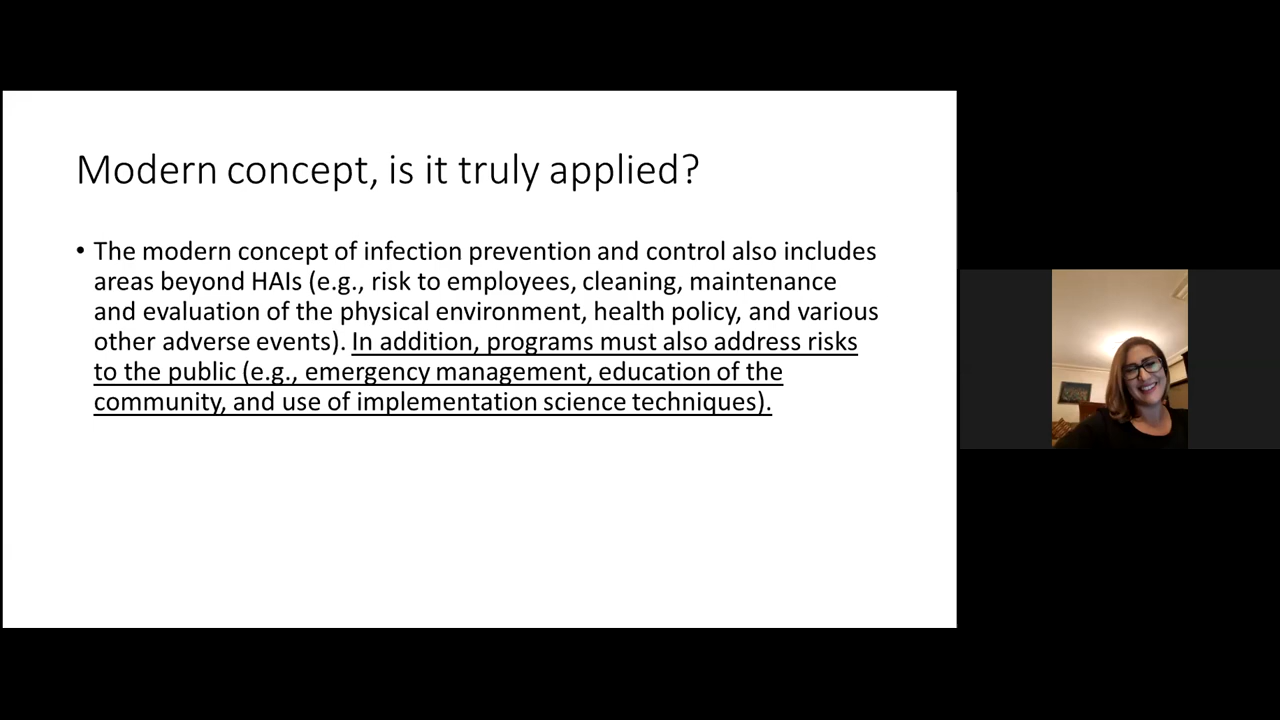 Modern concept, is it truly applied?
• The modern concept of infection prevention and control also includes
areas beyond HAIs (e.g., risk to employees, cleaning, maintenance
and evaluation of the physical environment, health policy, and various
other adverse events). In addition, programs must also address risks
to the public (e.g., emergency management, education of the
community, and use of implementation science techniques).